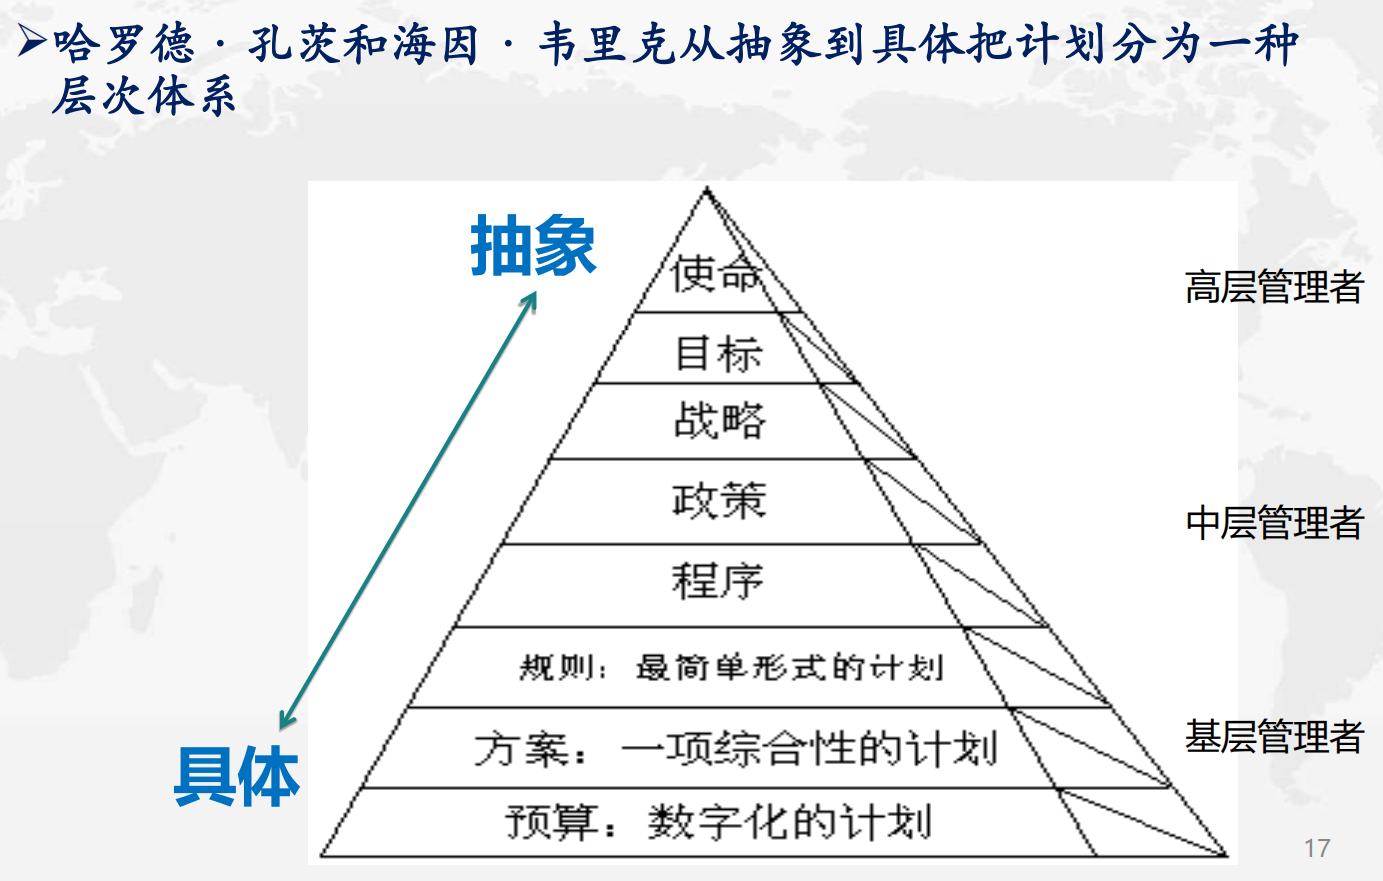 哈罗德·孔茨和海因·韦里克从抽象到具体把计划分为一种
层次体系
抽象
使命
高层管理者
目标
战略
政策
中层管理者
程序
规则：最简单形式的计划
方案：一项综合性的计划
基层管理者
具体
预算：数字化的计划
17